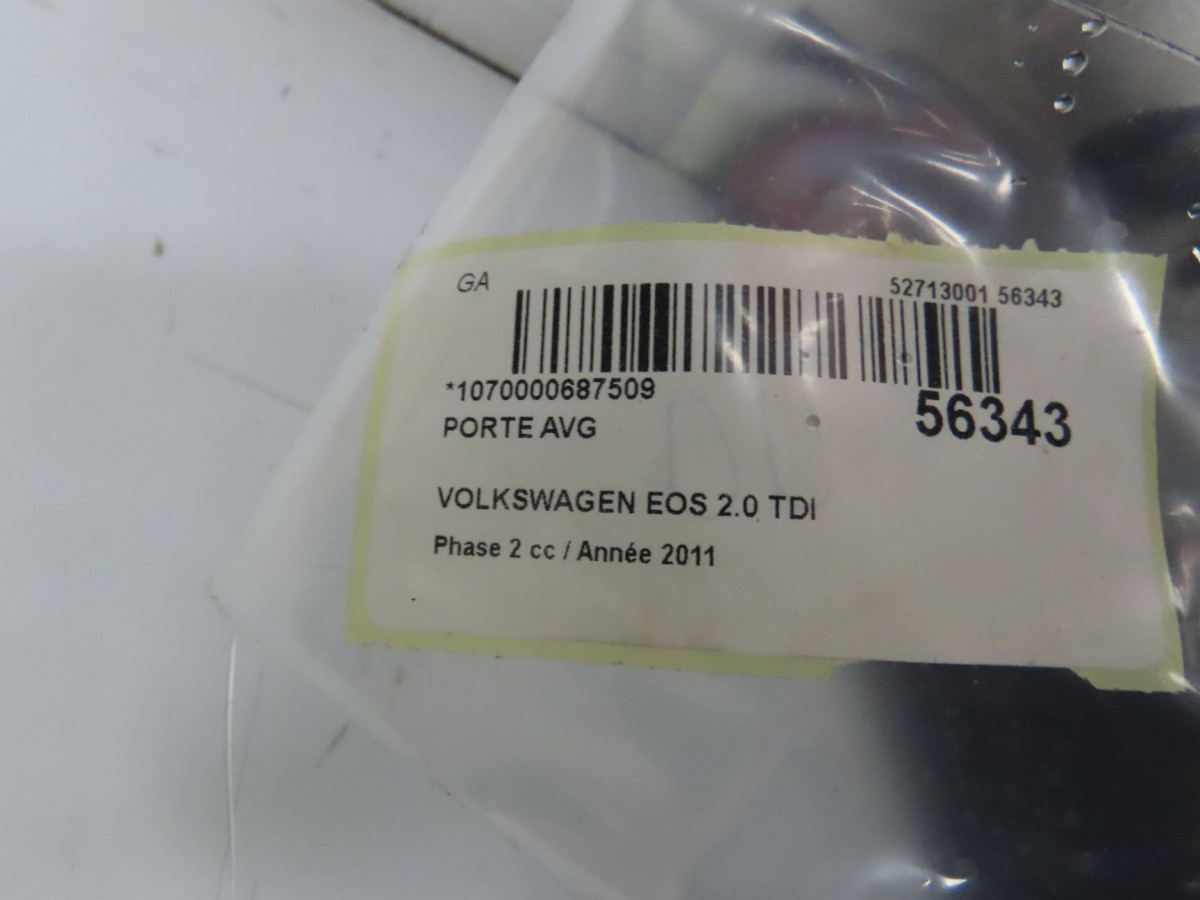 GA
52713001 56343
*1070000687509
56343
PORTE AVG
VOLKSWAGEN EOS 2.0 TDI
Phase 2 cc / Année 2011